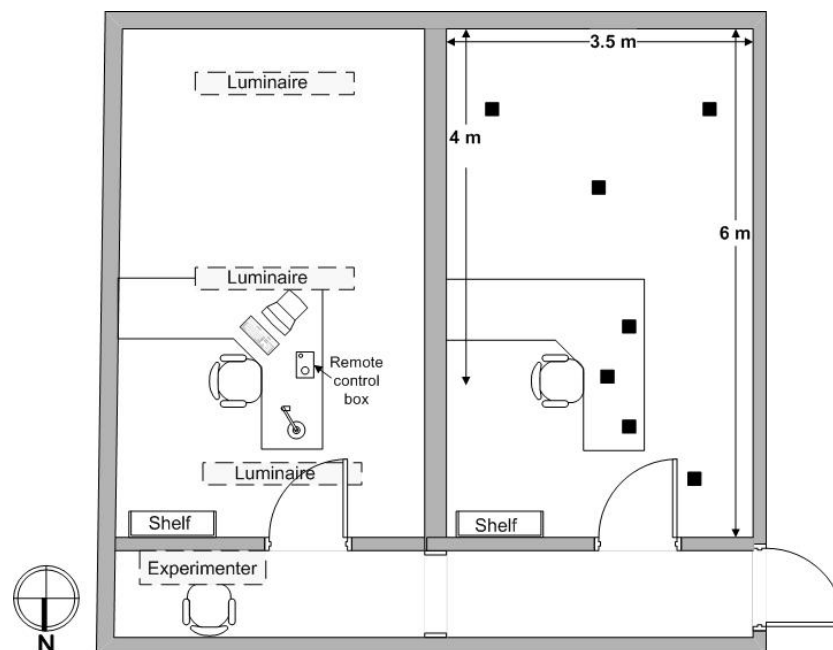 3.5 m
Luminaire
4 m
6 m
Luminaire
Remote
control
box
Luminaire
Shelf
Shelf
Experimenter
N